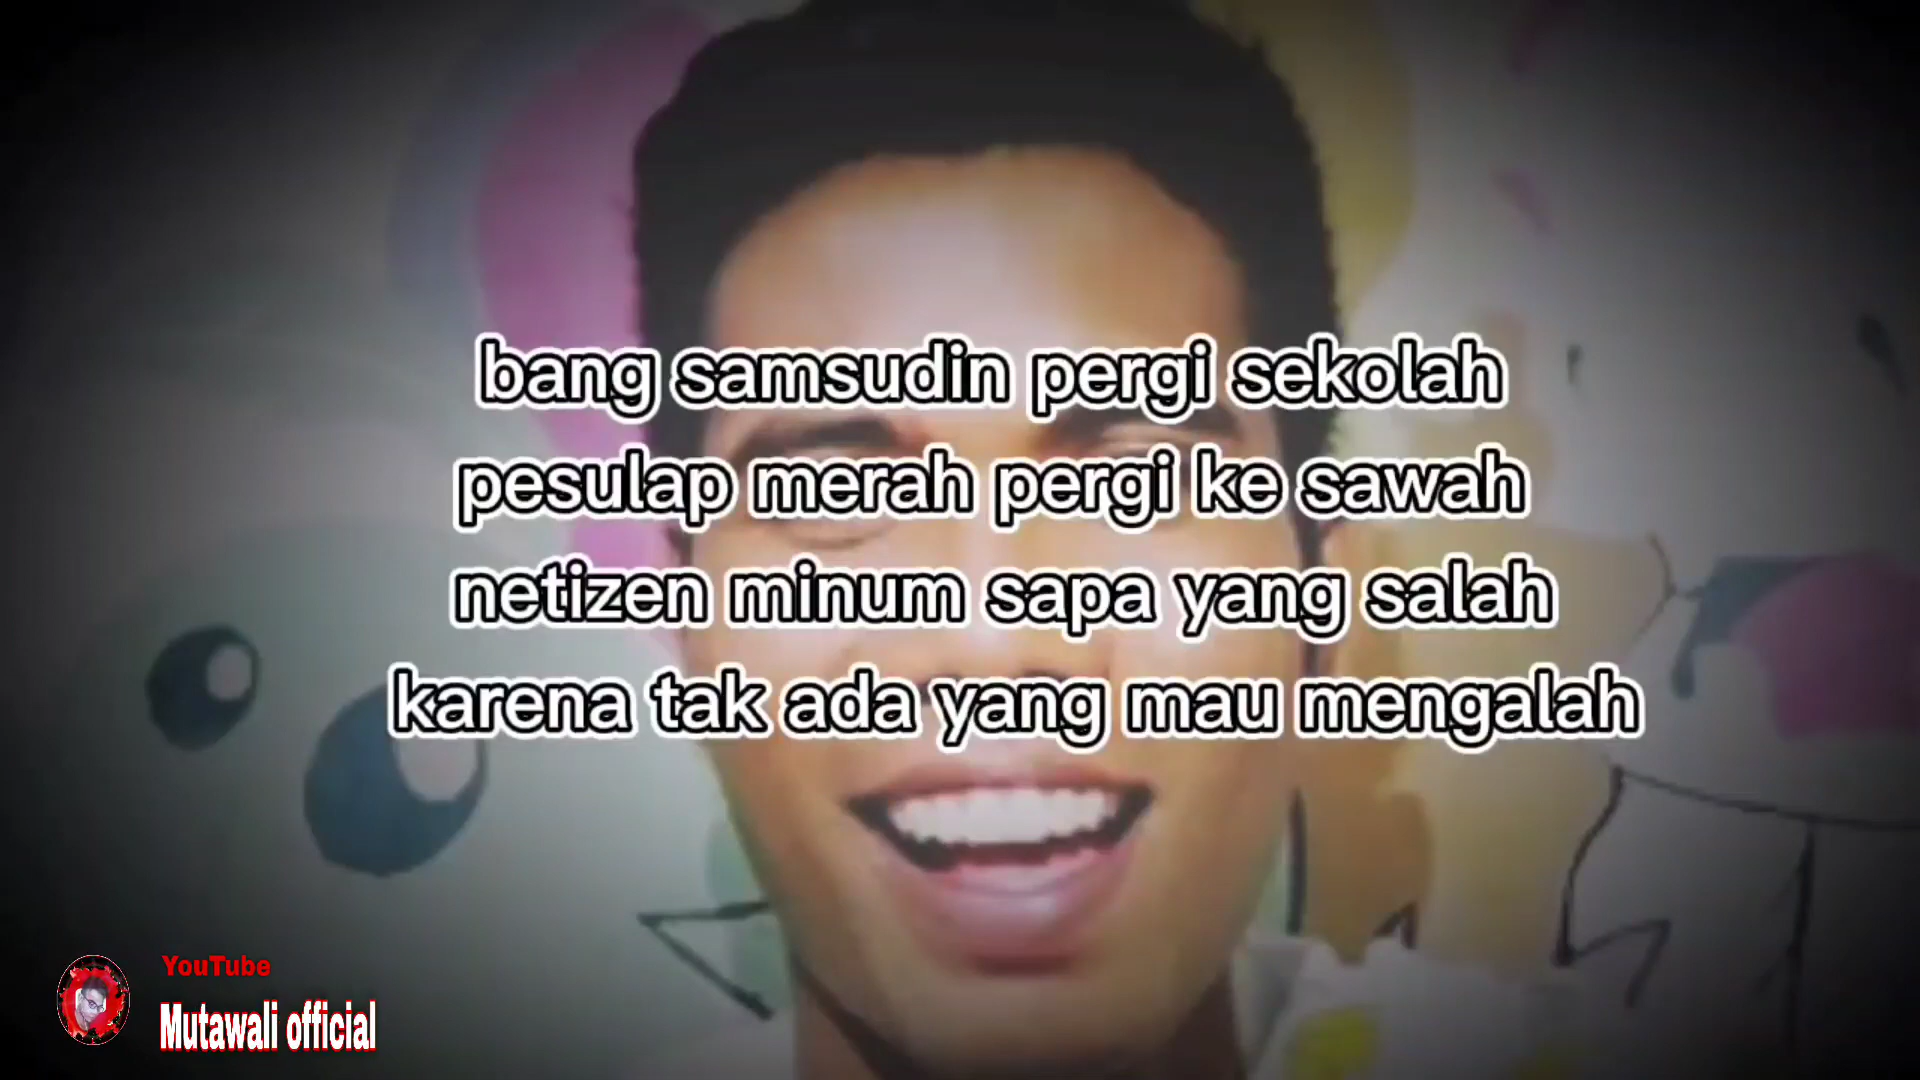 bang samsudin pergi sekolah
pesulap merah pergi ke sawah
netizen minum sapa yang salah
karena tak ada yang mau mengalah
YouTube
Mutawali official